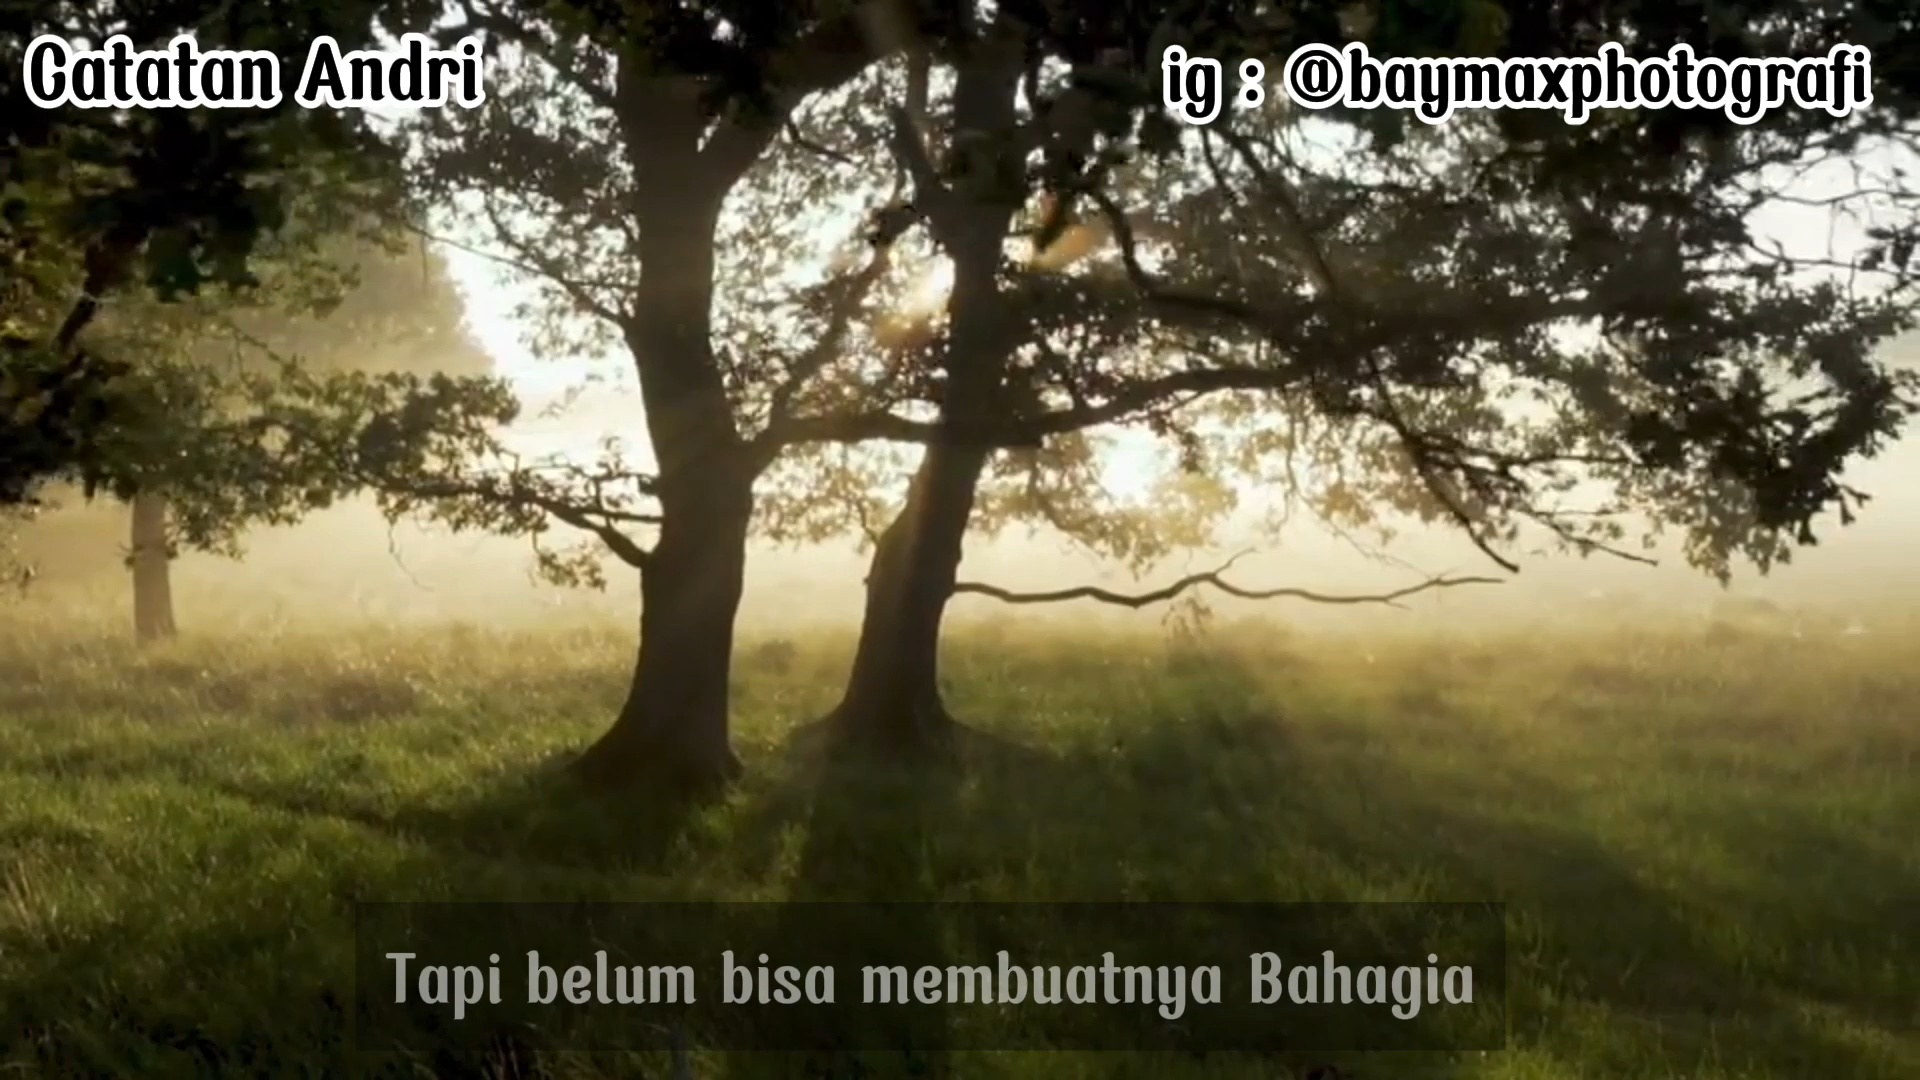 Catatan Andri
ig : @baymaxphotografi
Tapi belum bisa membuatnya Bahagia